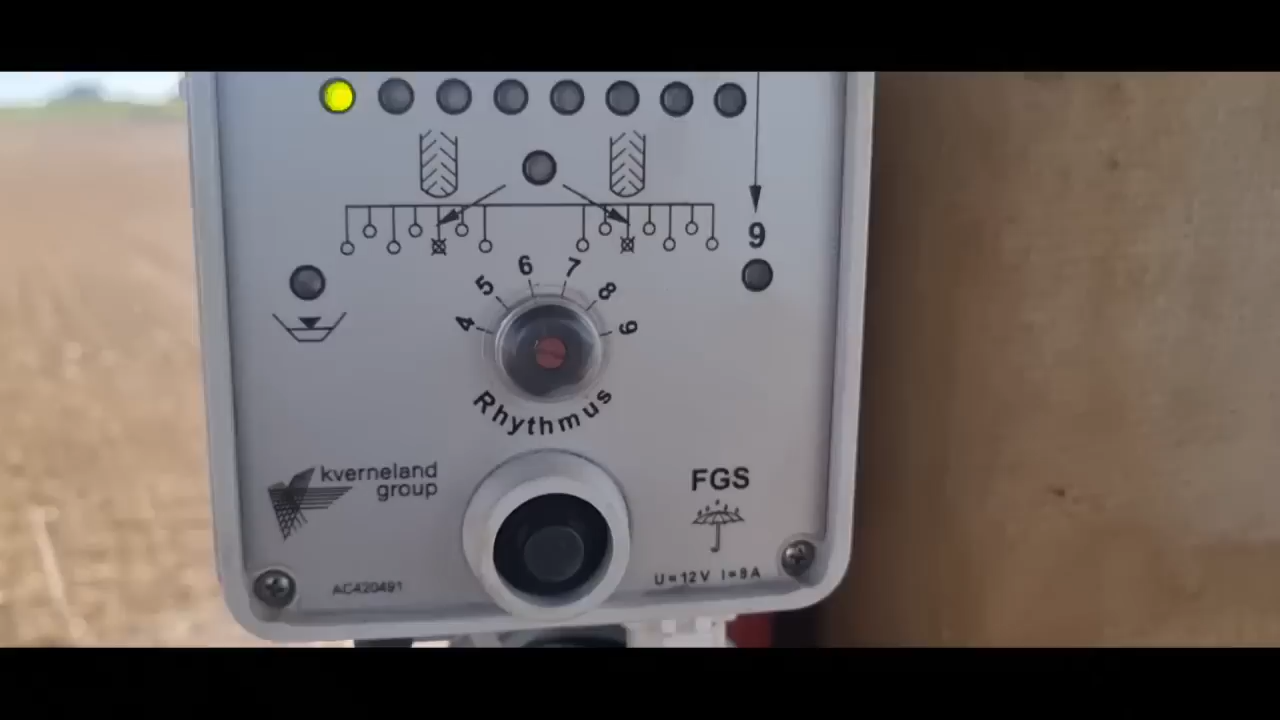 9
4 5 6 7 8 9
Rhythmus
kverneland
group
FGS
AC420491
U=12V I=8A